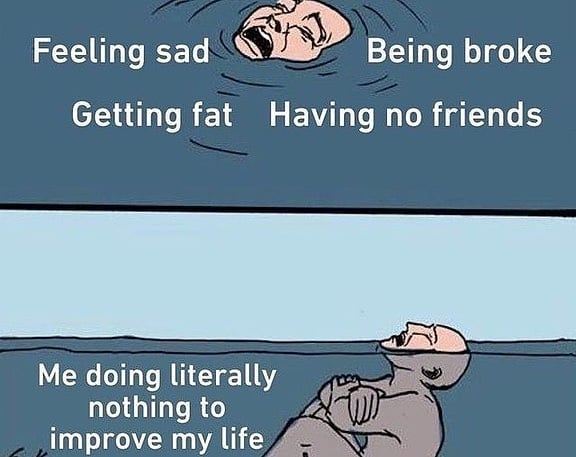 Feeling sad Being broke
Getting fat Having no friends
Me doing literally
nothing to
improve my life